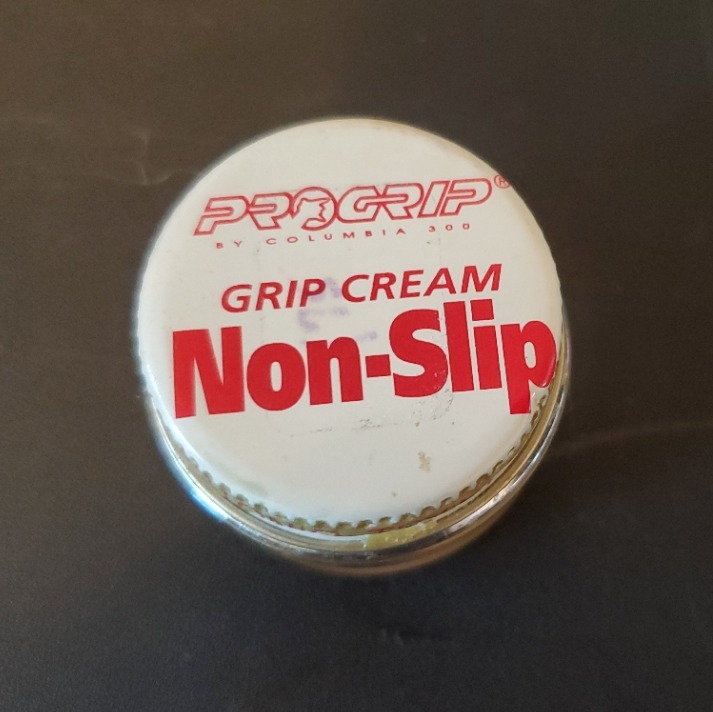 PROGRIP®
BY COLUMBIA 300
GRIP CREAM
Non-Slip